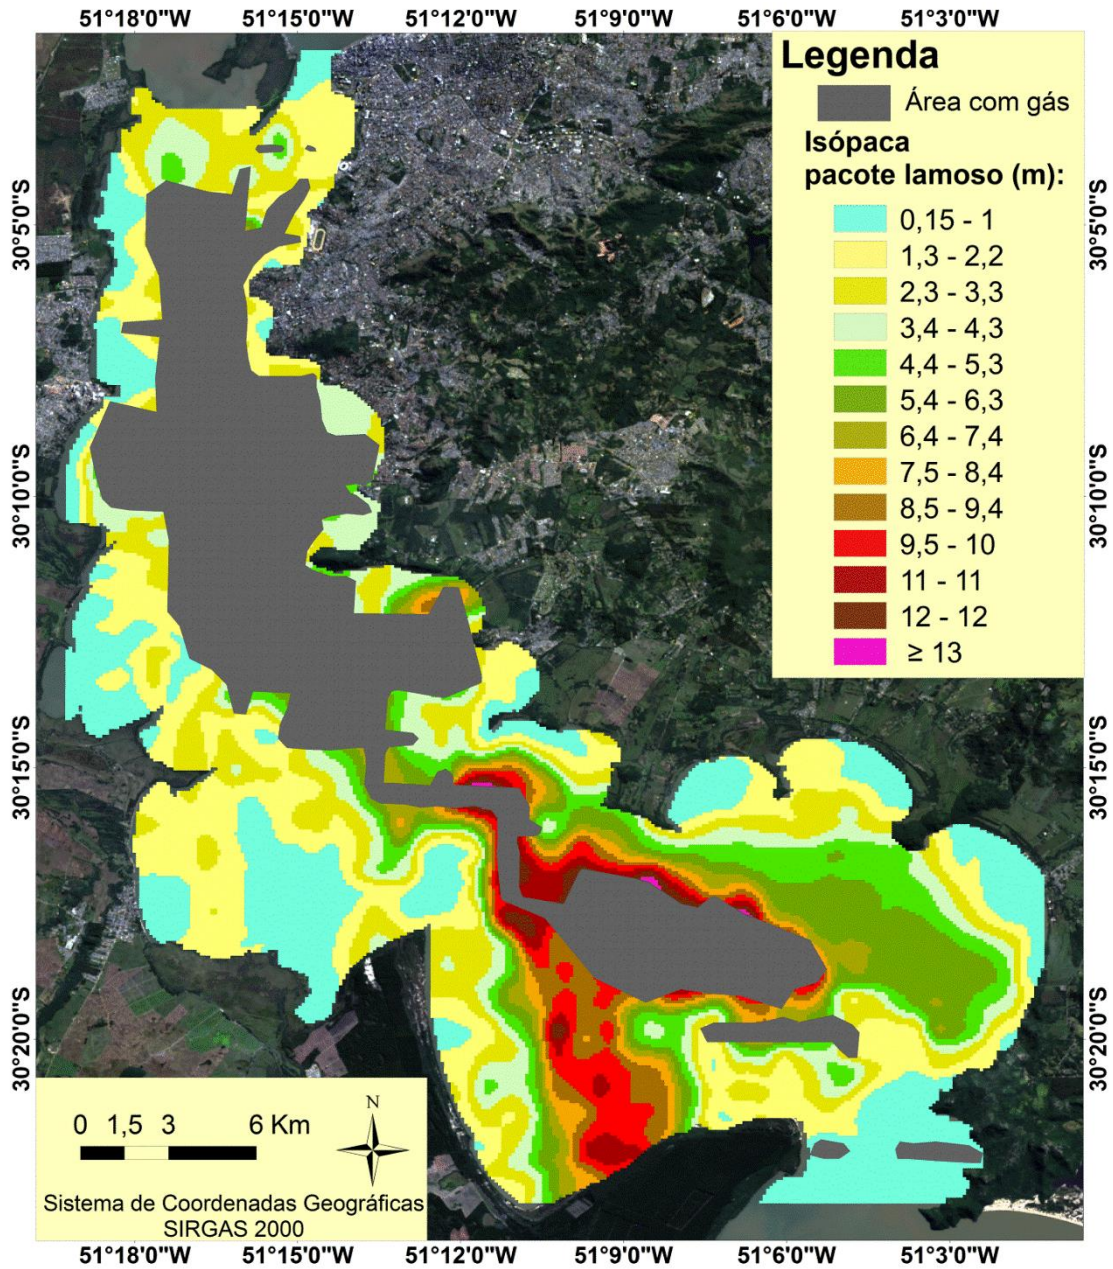 51°18'0"W 51°15'0"W 51°12'0"W 51°9'0"W 51°6'0"W 51°3'0"W
Legenda
Área com gás
Isópaca
pacote lamoso (m):
0,15 - 1
1,3 - 2,2
2,3 - 3,3
3,4 - 4,3
4,4 - 5,3
5,4 - 6,3
6,4 - 7,4
7,5 - 8,4
8,5 - 9,4
9,5 - 10
11 - 11
12 - 12
≥ 13
30°5'0"S 30°5'0"S
30°10'0"S 30°10'0"S
30°15'0"S 30°15'0"S
30°20'0"S 30°20'0"S
N
0 1,5 3 6 Km
Sistema de Coordenadas Geográficas
SIRGAS 2000
51°18'0"W 51°15'0"W 51°12'0"W 51°9'0"W 51°6'0"W 51°3'0"W